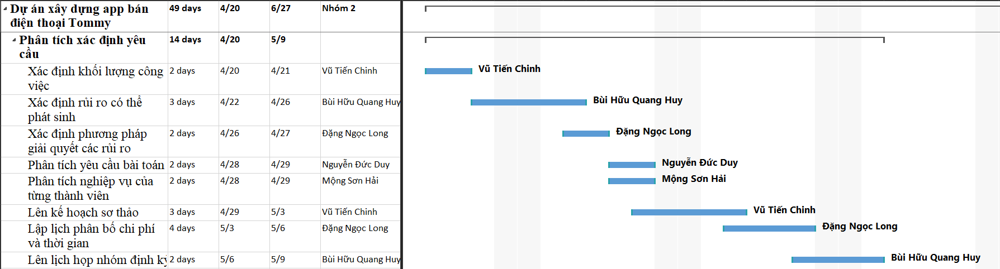 Dự án xây dựng app bán 49 days 4/20 6/27 Nhóm 2
điện thoại Tommy
Phân tích xác định yêu 14 days 4/20 5/9
cầu
Xác định khối lượng công 2 days 4/20 4/21 Vũ Tiến Chinh Vũ Tiến Chinh
việc
Xác định rủi ro có thể 3 days 4/22 4/26 Bùi Hữu Quang Huy Bùi Hữu Quang Huy
phát sinh
Xác định phương pháp 2 days 4/26 4/27 Đặng Ngọc Long Đặng Ngọc Long
giải quyết các rủi ro
Phân tích yêu cầu bài toán 2 days 4/28 4/29 Nguyễn Đức Duy Nguyễn Đức Duy
Phân tích nghiệp vụ của 2 days 4/28 4/29 Mộng Sơn Hải Mộng Sơn Hải
từng thành viên
Lên kế hoạch sơ thảo 3 days 4/29 5/3 Vũ Tiến Chinh Vũ Tiến Chinh
Lập lịch phân bố chi phí 4 days 5/3 5/6 Đặng Ngọc Long Đặng Ngọc Long
và thời gian
Lên lịch họp nhóm định kỳ 2 days 5/6 5/9 Bùi Hữu Quang Huy Bùi Hữu Quang Huy